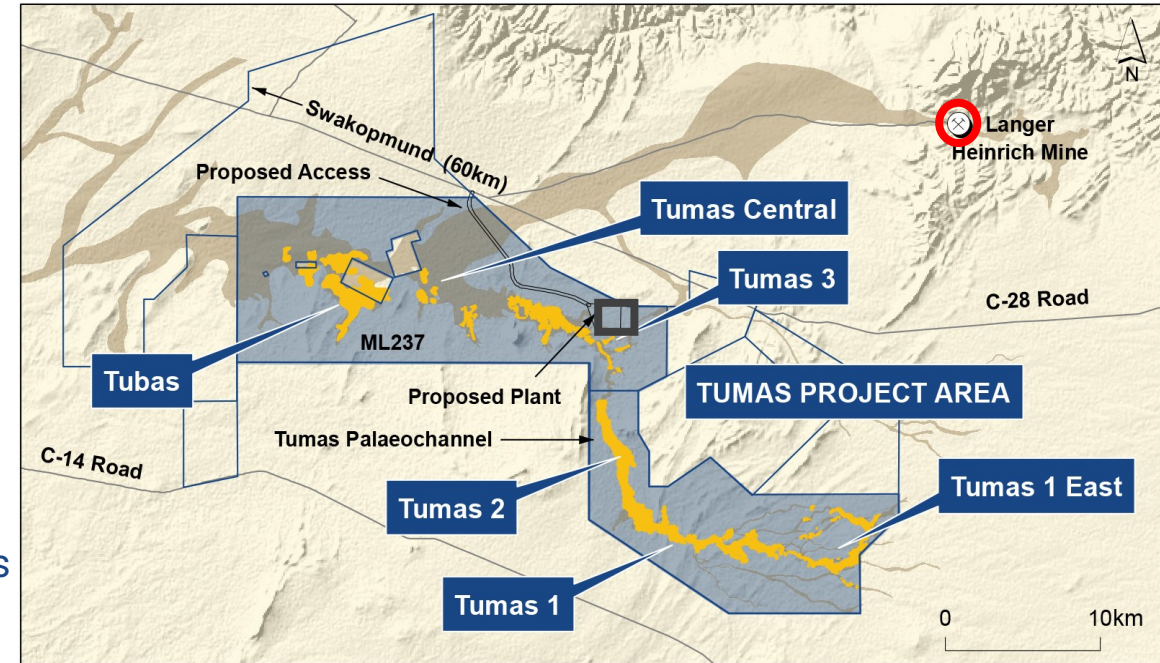 N
Swakopmund (60km)
Langer
Heinrich Mine
Proposed Access
Tumas Central
Tumas 3
C-28 Road
ML237
Tubas
TUMAS PROJECT AREA
Proposed Plant
Tumas Palaeochannel
C-14 Road
Tumas 2
Tumas 1 East
s
Tumas 1
0 10km